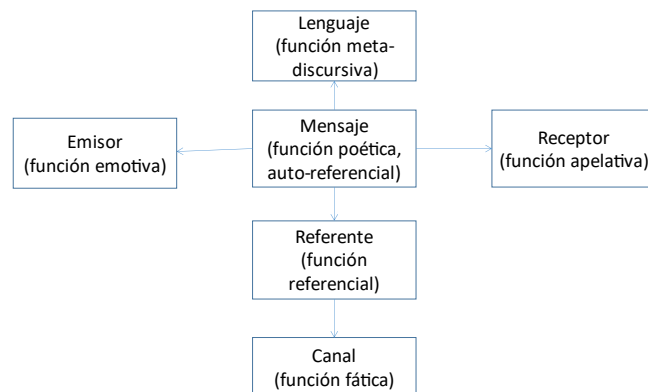 Lenguaje
(función meta-
discursiva)
Emisor
(función emotiva)
Mensaje
(función poética,
auto-referencial)
Receptor
(función apelativa)
Referente
(función
referencial)
Canal
(función fática)